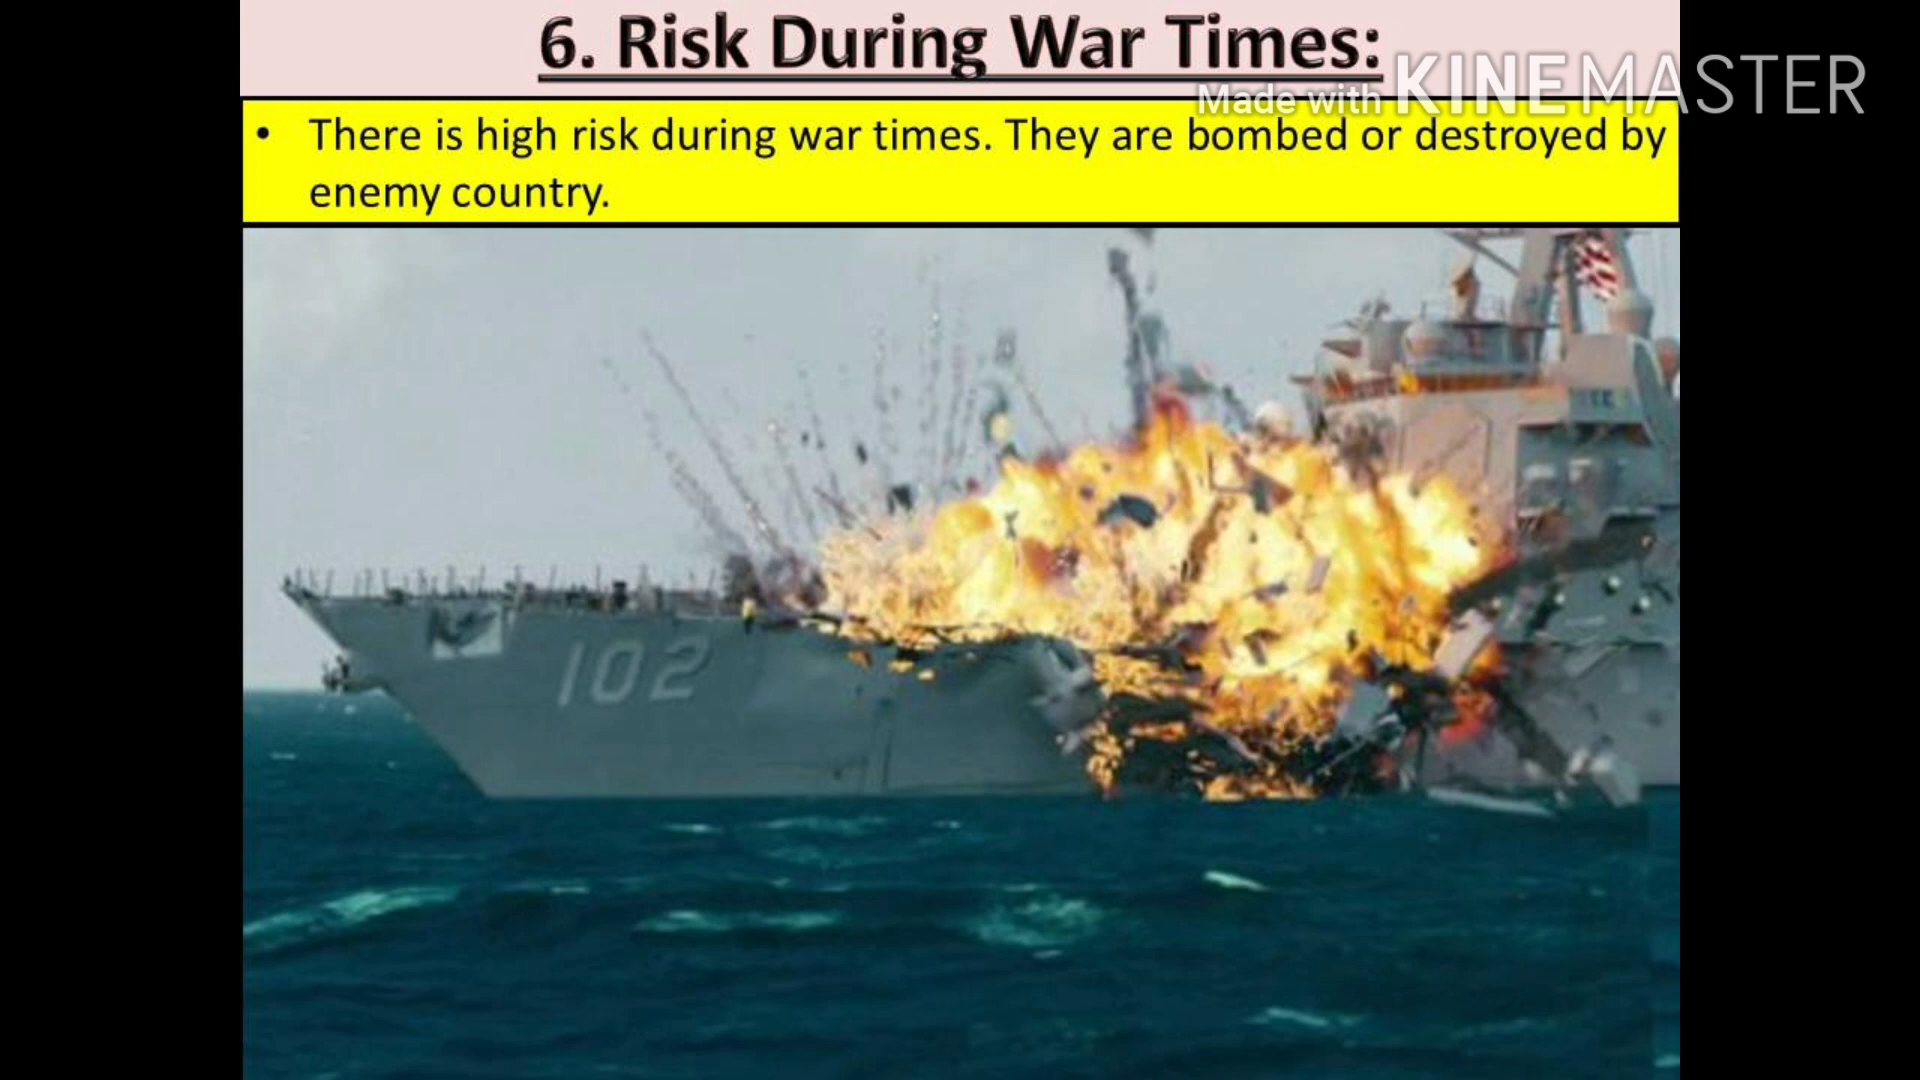 6. Risk During War Times:
Made with KINEMASTER
• There is high risk during war times. They are bombed or destroyed by
enemy country.
102